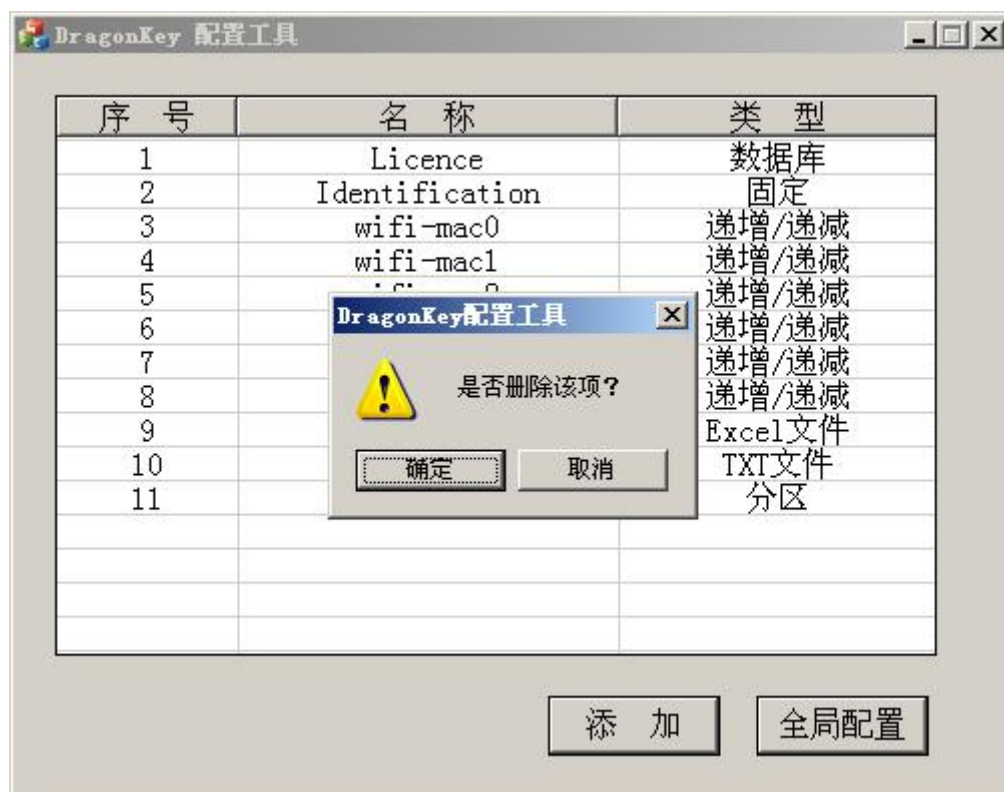 DragonKey 配置工具
序 号 名 称 类 型
1 Licence 数据库
2 Identification 固定
3 wifi-mac0 递增/递减
4 wifi-mac1 递增/递减
5 递增/递减
DragonKey配置工具
6 递增/递减
7 递增/递减
是否删除该项?
8 递增/递减
9 Excel文件
10 TXT文件
确定 取消
11 分区
添 加 全局配置